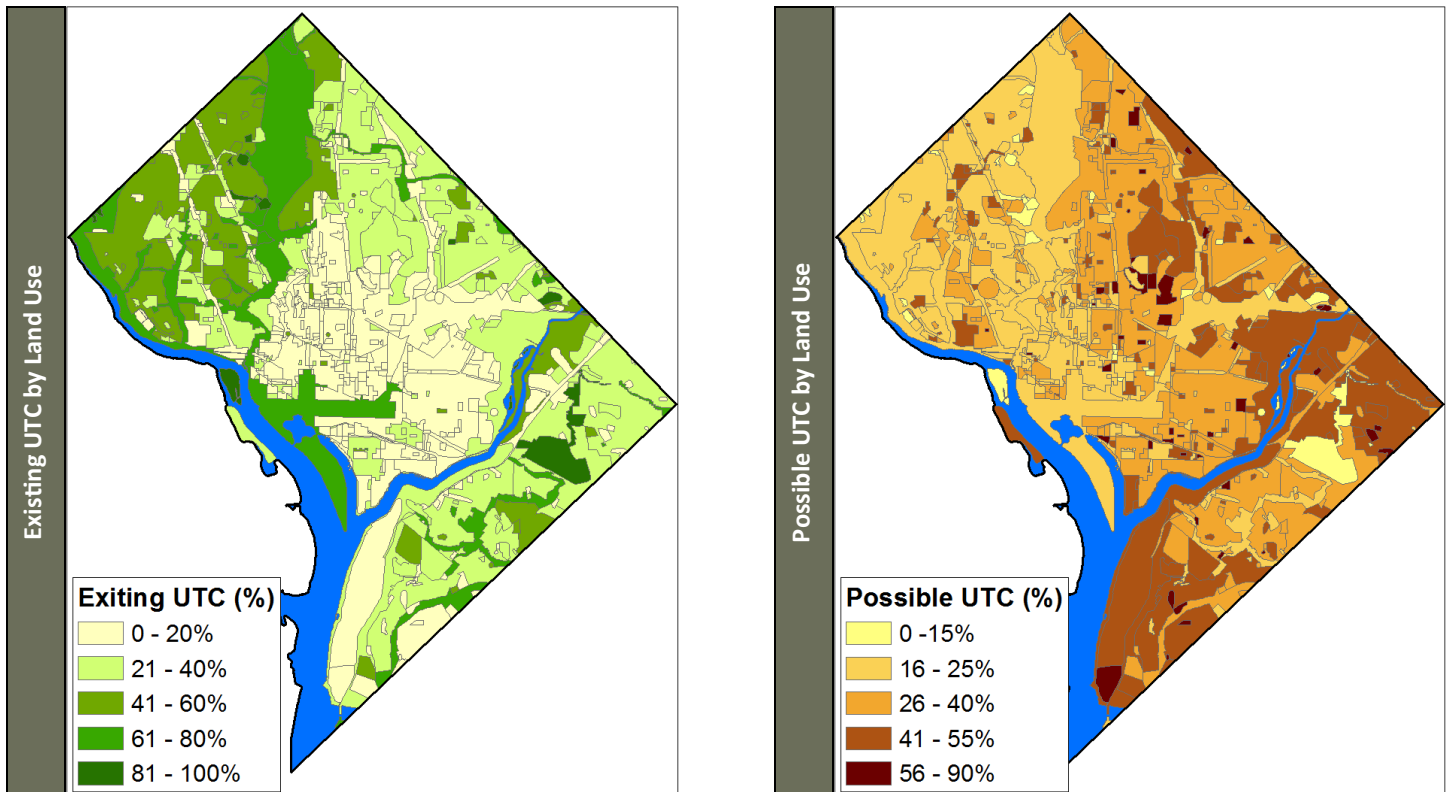 Existing UTC by Land Use
Exiting UTC (%)
0 - 20%
21 - 40%
41 - 60%
61 - 80%
81 - 100%
Possible UTC by Land Use
Possible UTC (%)
0 -15%
16 - 25%
26 - 40%
41 - 55%
56 - 90%